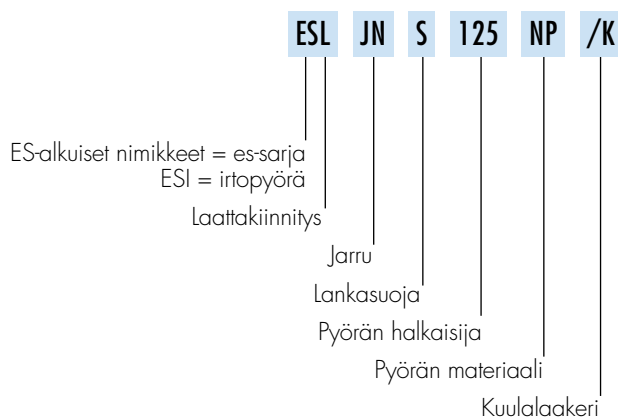 ESL JN S 125 NP /K
ES-alkuiset nimikkeet = es-sarja
ESI = irtopyörä
Laattakiinnitys
Jarru
Lankasuoja
Pyörän halkaisija
Pyörän materiaali
Kuulalaakeri